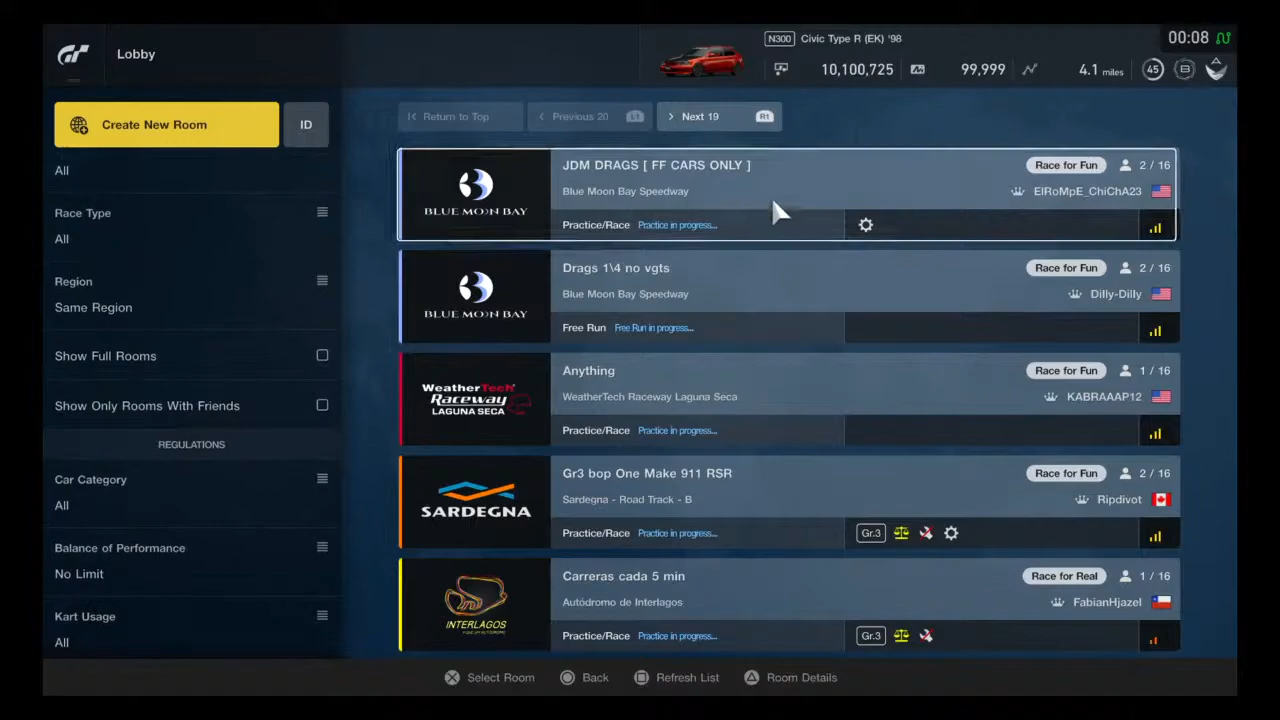 GT
Lobby
N300 Civic Type R (EK) '98
00:08
10,100,725
99,999
4.1 miles
45
B
Create New Room
ID
All
Race Type
All
Region
Same Region
Show Full Rooms
Show Only Rooms With Friends
REGULATIONS
Car Category
All
Balance of Performance
No Limit
Kart Usage
All
Return to Top
Previous 20 L1
Next 19 R1
BLUE MOON BAY
JDM DRAGS [ FF CARS ONLY ]
Race for Fun 2 / 16
Blue Moon Bay Speedway
ElRoMpE_ChiChA23
Practice/Race Practice in progress...
BLUE MOON BAY
Drags 1\4 no vgts
Race for Fun 2 / 16
Blue Moon Bay Speedway
Dilly-Dilly
Free Run Free Run in progress...
WeatherTech
Raceway
LAGUNA SECA
Anything
Race for Fun 1 / 16
WeatherTech Raceway Laguna Seca
KABRAAAP12
Practice/Race Practice in progress...
SARDEGNA
Gr3 bop One Make 911 RSR
Race for Fun 2 / 16
Sardegna - Road Track - B
Ripdivot
Practice/Race Practice in progress...
Gr.3
INTERLAGOS
Carreras cada 5 min
Race for Real 1 / 16
Autódromo de Interlagos
FabianHjazel
Practice/Race Practice in progress...
Gr.3
Select Room
Back
Refresh List
Room Details